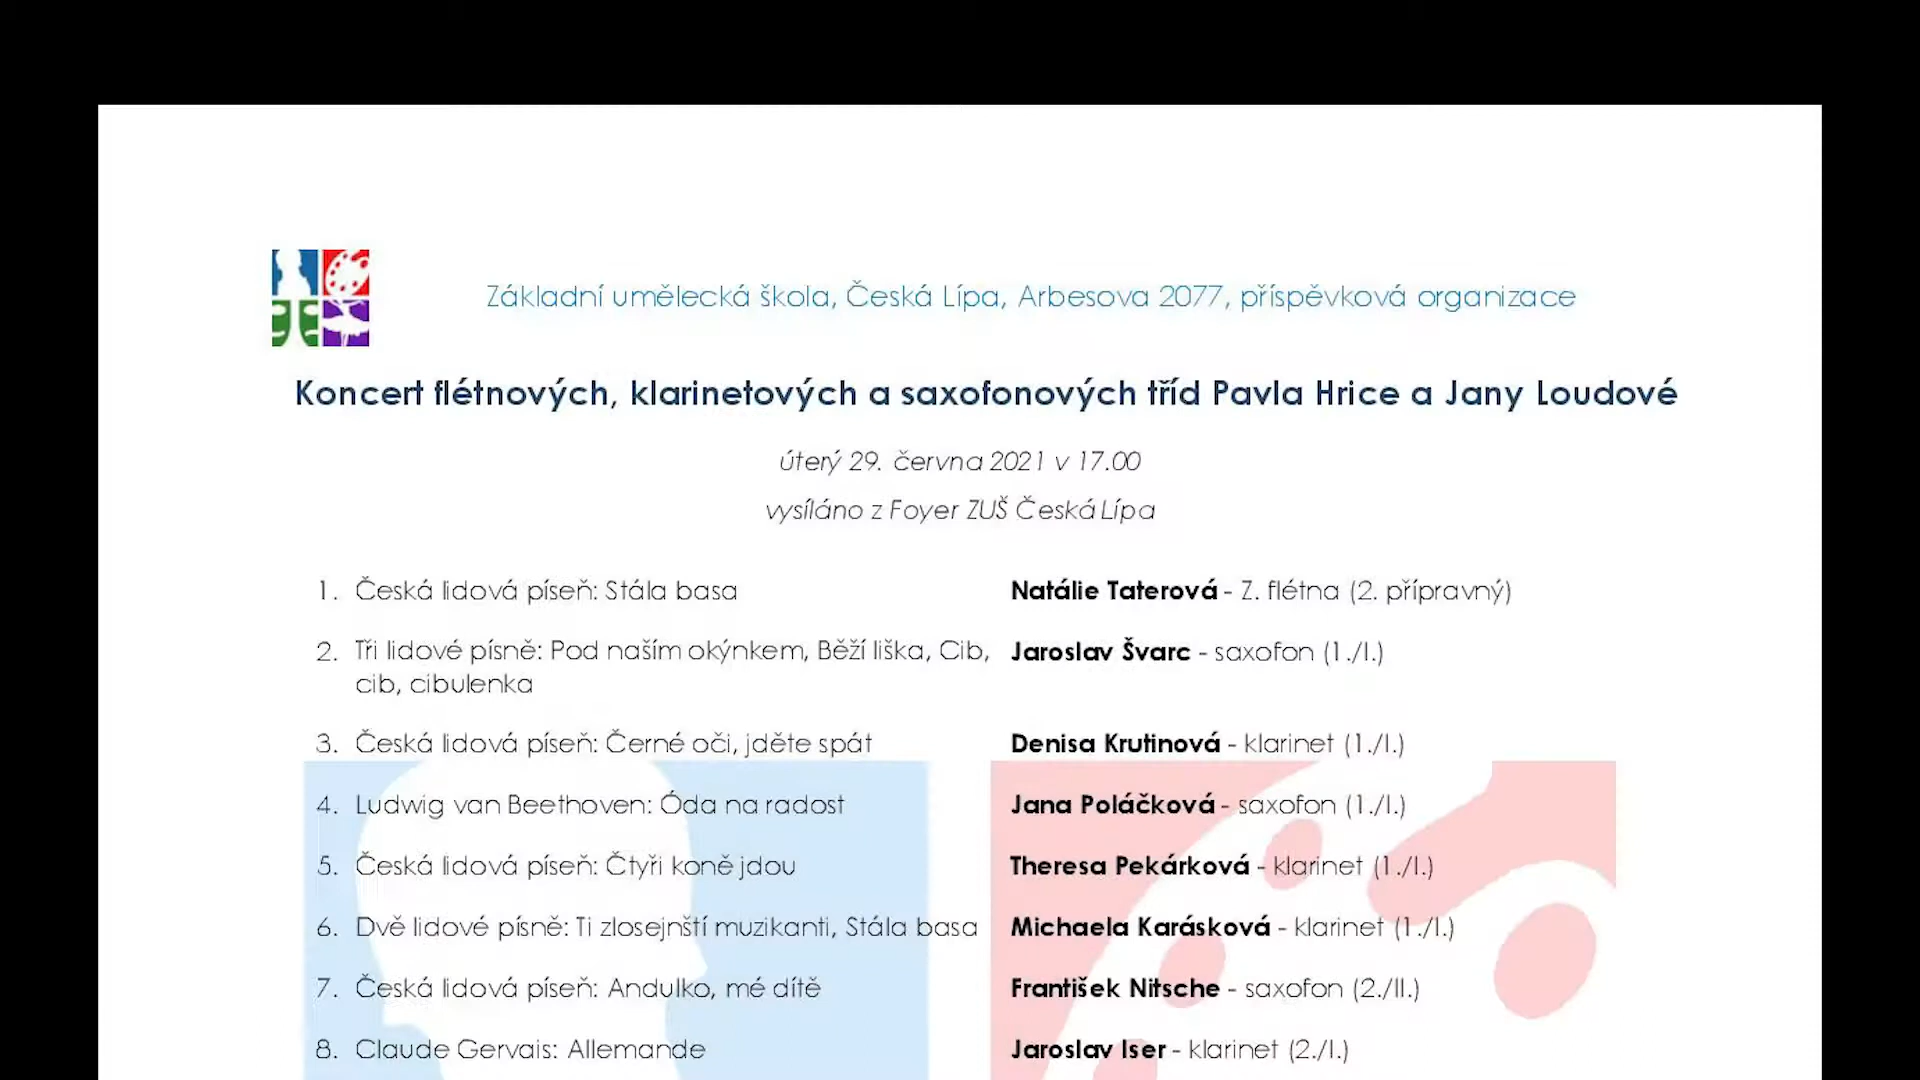 Základní umělecká škola, Česká Lípa, Arbesova 2077, příspěvková organizace
Koncert flétnových, klarinetových a saxofonových tříd Pavla Hrice a Jany Loudové
úterý 29. června 2021 v 17.00
vysíláno z Foyer ZUŠ Česká Lípa
1. Česká lidová píseň: Stála basa Natálie Taterová - Z. flétna (2. přípravný)
2. Tři lidové písně: Pod naším okýnkem, Běží liška, Cib, Jaroslav Švarc - saxofon (1./I.)
cib, cibulenka
3. Česká lidová píseň: Černé oči, jděte spát Denisa Krutinová - klarinet (1./I.)
4. Ludwig van Beethoven: Óda na radost Jana Poláčková - saxofon (1./I.)
5. Česká lidová píseň: Čtyři koně jdou Theresa Pekárková - klarinet (1./I.)
6. Dvě lidové písně: Ti zlosejnští muzikanti, Stála basa Michaela Karásková - klarinet (1./I.)
7. Česká lidová píseň: Andulko, mé dítě František Nitsche - saxofon (2./II.)
8. Claude Gervais: Allemande Jaroslav Iser - klarinet (2./I.)